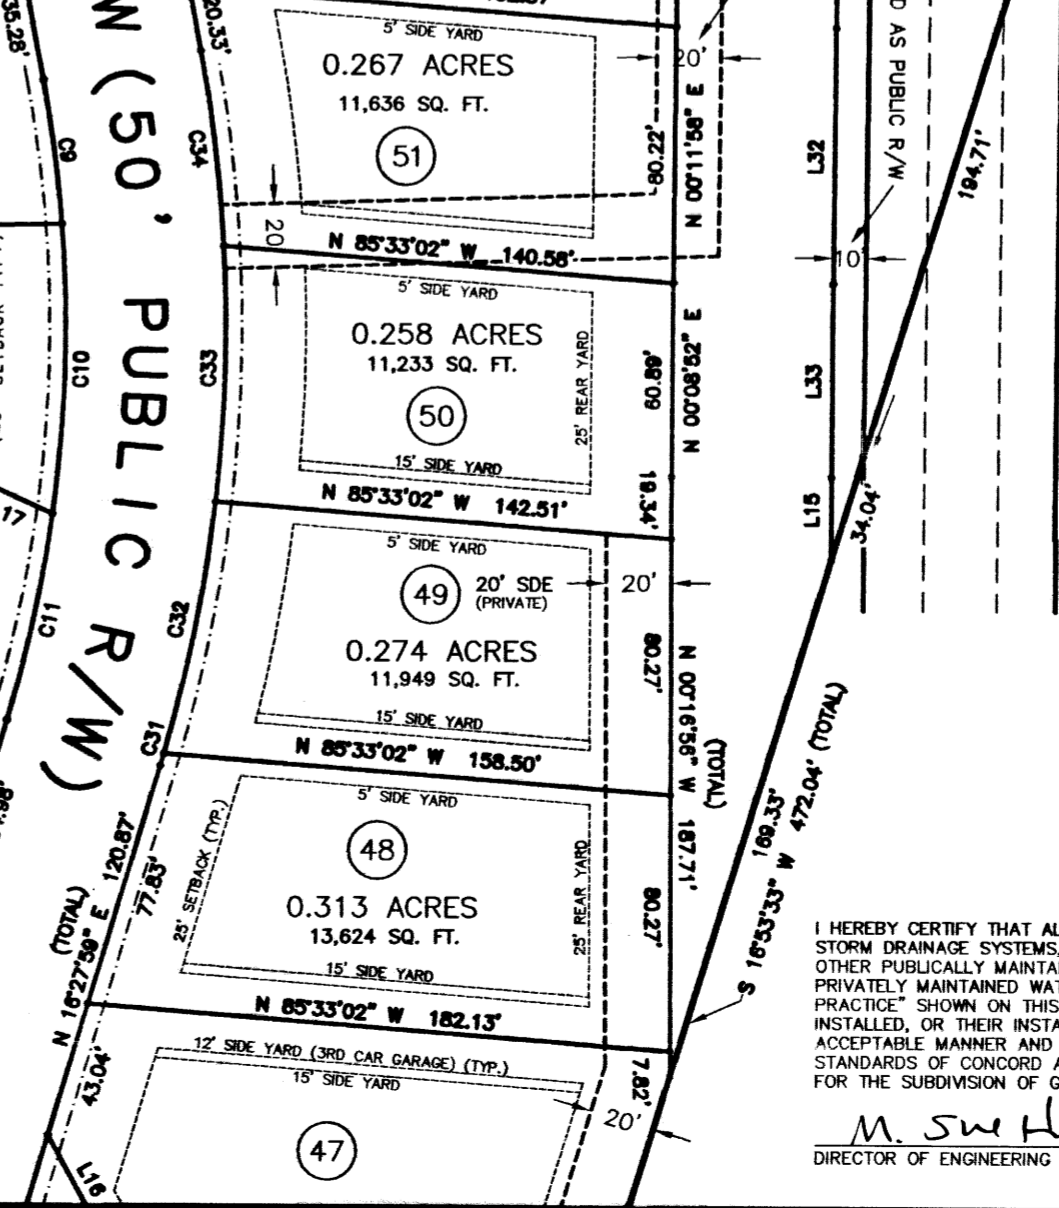 5' SIDE YARD
0.267 ACRES
11,636 SQ. FT.
51
20'
80.22'
N 00°11'58" E
C34
C9
35.28'
20.33'
(50' PUBLIC R/W)
20'
N 85°33'02" W 140.58'
5' SIDE YARD
0.258 ACRES
11,233 SQ. FT.
50
25' REAR YARD
15' SIDE YARD
60.89'
19.34'
N 00°08'52" E
C33
C10
N 85°33'02" W 142.51'
17
5' SIDE YARD
49
20' SDE
(PRIVATE)
20'
0.274 ACRES
11,949 SQ. FT.
15' SIDE YARD
80.27'
N 00°16'56" W 187.71'
(TOTAL)
C32
C11
C31
N 85°33'02" W 158.50'
5' SIDE YARD
48
0.313 ACRES
13,624 SQ. FT.
25' SETBACK (TYP.)
25' REAR YARD
15' SIDE YARD
80.27'
N 16°27'59" E 120.87'
(TOTAL)
77.83'
N 85°33'02" W 182.13'
12' SIDE YARD (3RD CAR GARAGE) (TYP.)
15' SIDE YARD
47
43.04'
L16
7.82'
20'
AS PUBLIC R/W
L32
10'
L33
L15
194.71'
34.04'
169.33'
S 16°53'33" W 472.04' (TOTAL)
I HEREBY CERTIFY THAT AL
STORM DRAINAGE SYSTEMS,
OTHER PUBLICALLY MAINTA
PRIVATELY MAINTAINED WAT
PRACTICE" SHOWN ON THIS
INSTALLED, OR THEIR INSTA
ACCEPTABLE MANNER AND
STANDARDS OF CONCORD A
FOR THE SUBDIVISION OF G
M. Sue H
DIRECTOR OF ENGINEERING